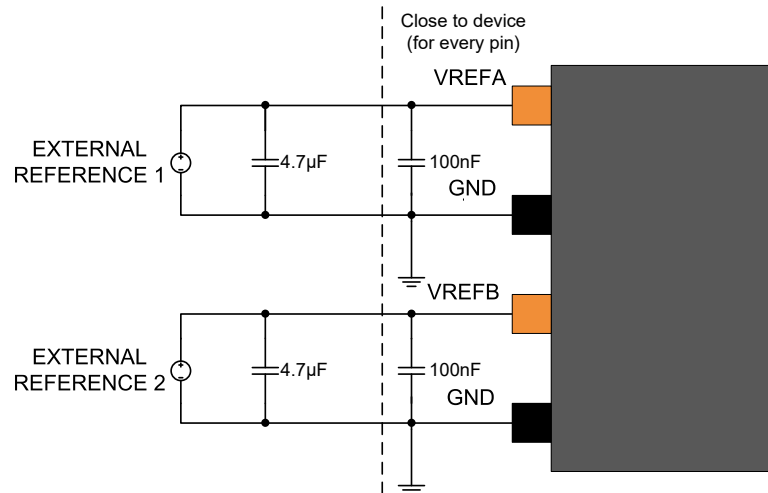 Close to device
(for every pin)
VREFA
EXTERNAL
REFERENCE 1
4.7µF
100nF
GND
VREFB
EXTERNAL
REFERENCE 2
4.7µF
100nF
GND